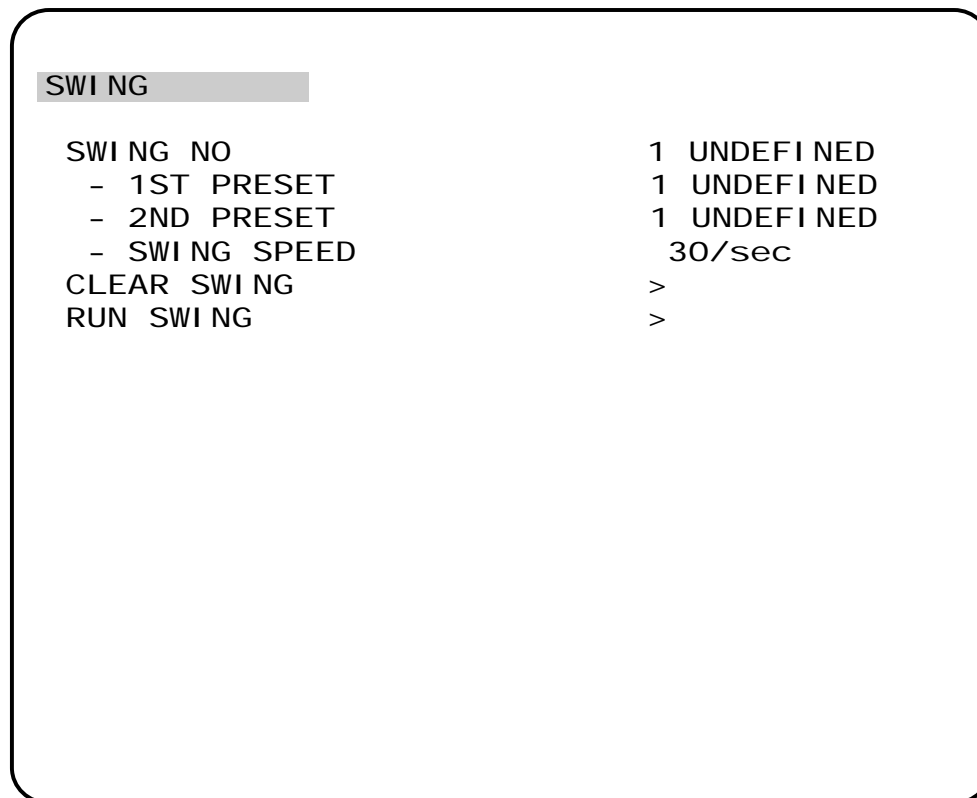 SWING
SWING NO 1 UNDEFINED
- 1ST PRESET 1 UNDEFINED
- 2ND PRESET 1 UNDEFINED
- SWING SPEED 30/sec
CLEAR SWING >
RUN SWING >